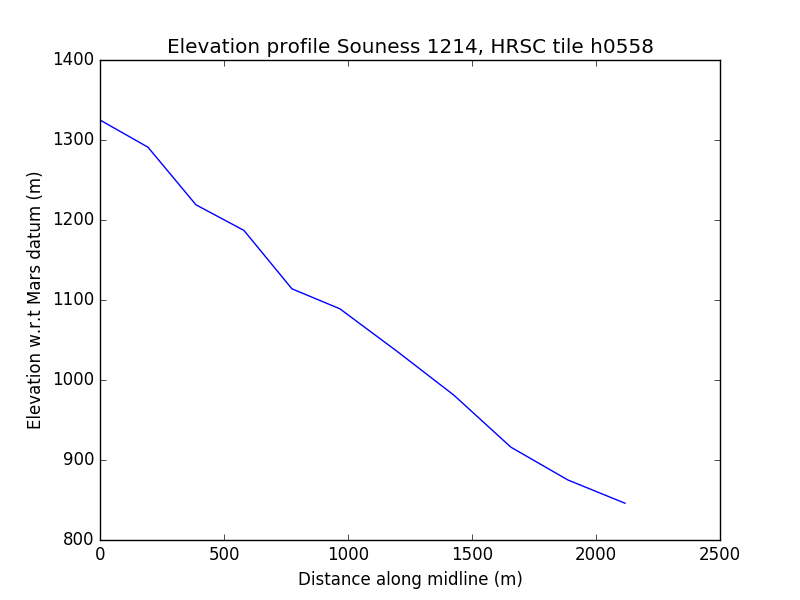 Elevation profile Souness 1214, HRSC tile h0558
1400
1300
1200
1100
1000
900
800
Elevation w.r.t Mars datum (m)
0 500 1000 1500 2000 2500
Distance along midline (m)